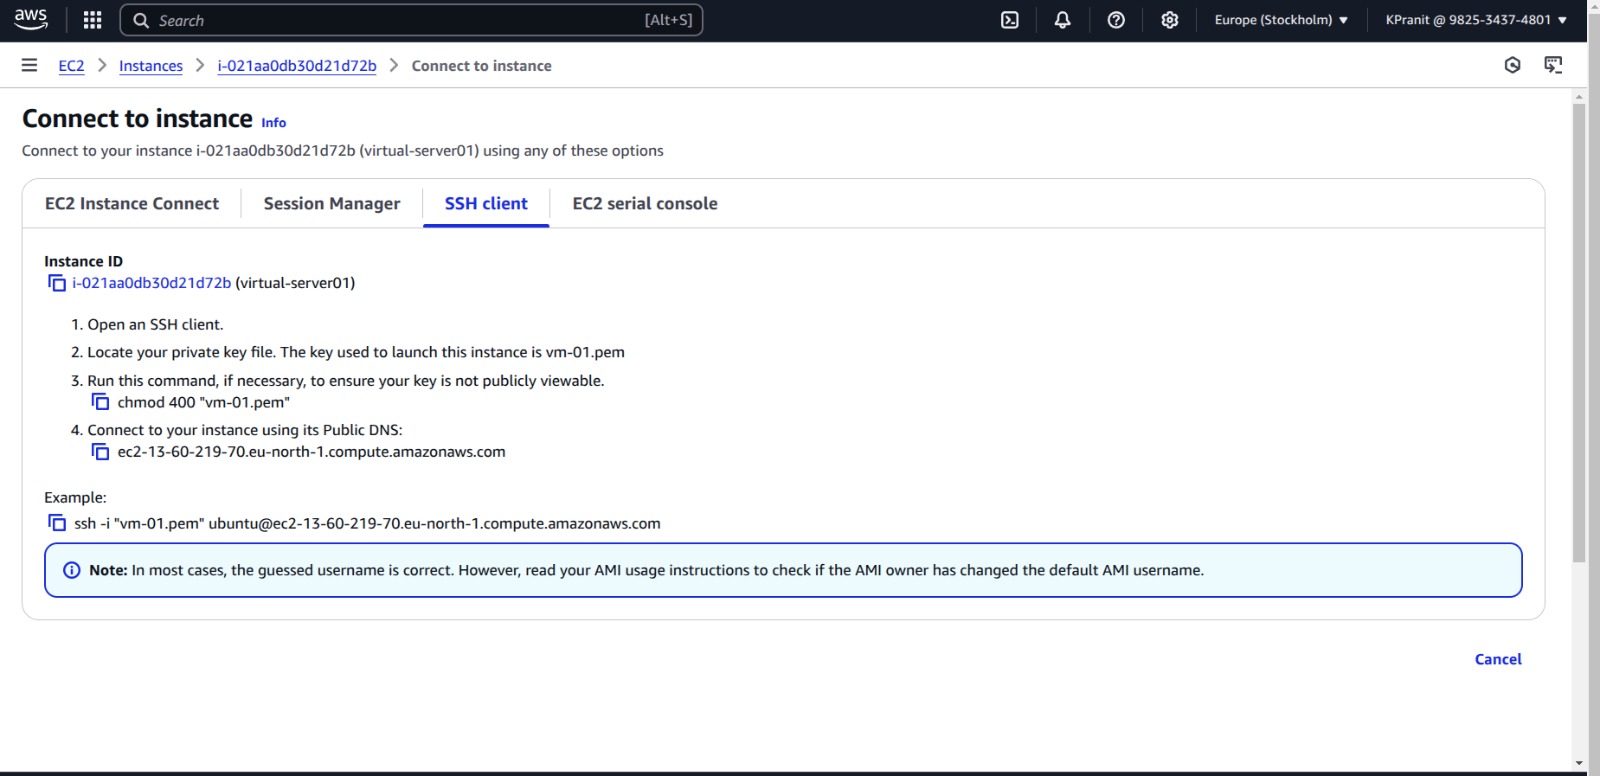 aws Search [Alt+S] Europe (Stockholm) KPranit @ 9825-3437-4801
EC2 Instances i-021aa0db30d21d72b Connect to instance
Connect to instance Info
Connect to your instance i-021aa0db30d21d72b (virtual-server01) using any of these options
EC2 Instance Connect Session Manager SSH client EC2 serial console
Instance ID
i-021aa0db30d21d72b (virtual-server01)
1. Open an SSH client.
2. Locate your private key file. The key used to launch this instance is vm-01.pem
3. Run this command, if necessary, to ensure your key is not publicly viewable.
chmod 400 "vm-01.pem"
4. Connect to your instance using its Public DNS:
ec2-13-60-219-70.eu-north-1.compute.amazonaws.com
Example:
ssh -i "vm-01.pem" ubuntu@ec2-13-60-219-70.eu-north-1.compute.amazonaws.com
Note: In most cases, the guessed username is correct. However, read your AMI usage instructions to check if the AMI owner has changed the default AMI username.
Cancel